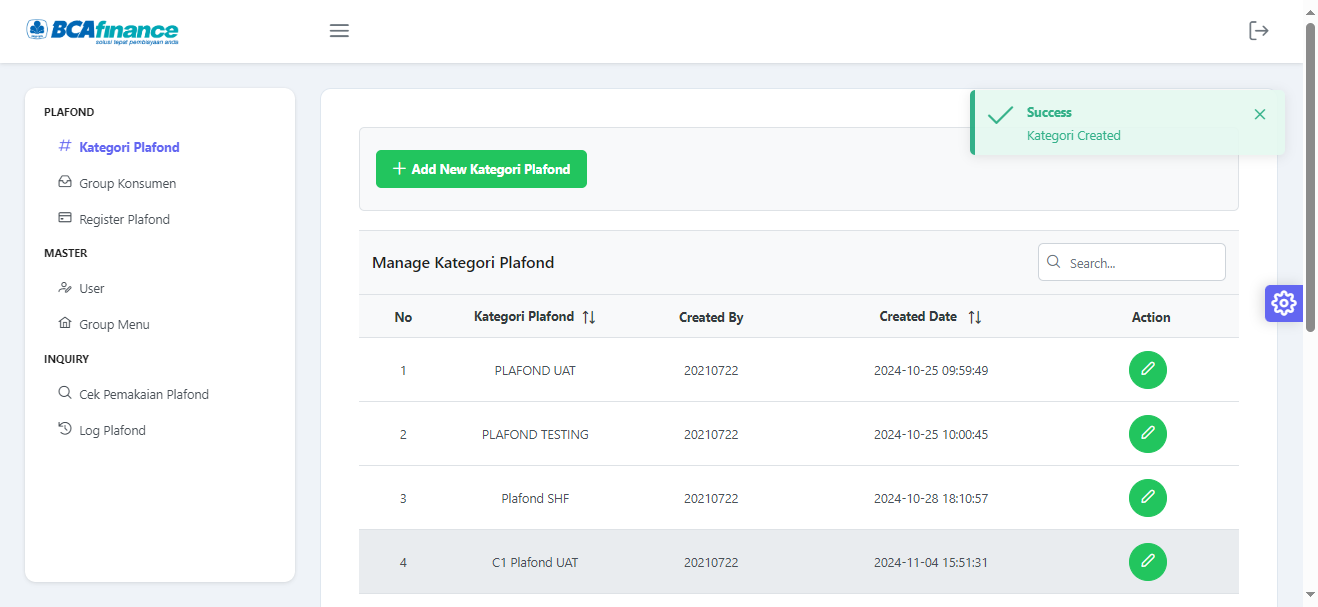 BCAfinance
solusi tepat pembiayaan anda
PLAFOND
Kategori Plafond
Group Konsumen
Register Plafond
MASTER
User
Group Menu
INQUIRY
Cek Pemakaian Plafond
Log Plafond
Success
Kategori Created
Add New Kategori Plafond
Manage Kategori Plafond
Search...
No Kategori Plafond Created By Created Date Action
1 PLAFOND UAT 20210722 2024-10-25 09:59:49
2 PLAFOND TESTING 20210722 2024-10-25 10:00:45
3 Plafond SHF 20210722 2024-10-28 18:10:57
4 C1 Plafond UAT 20210722 2024-11-04 15:51:31